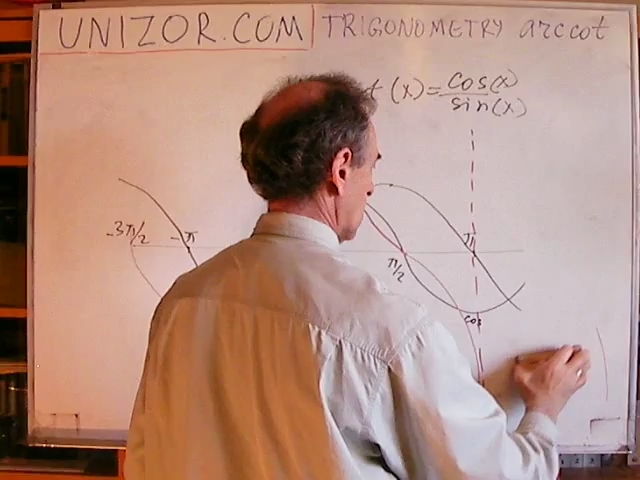 UNIZOR.COM TRIGONOMETRY arccot
t(x) = cos(x)
sin(x)
-3π/2 -π π
π/2
cos